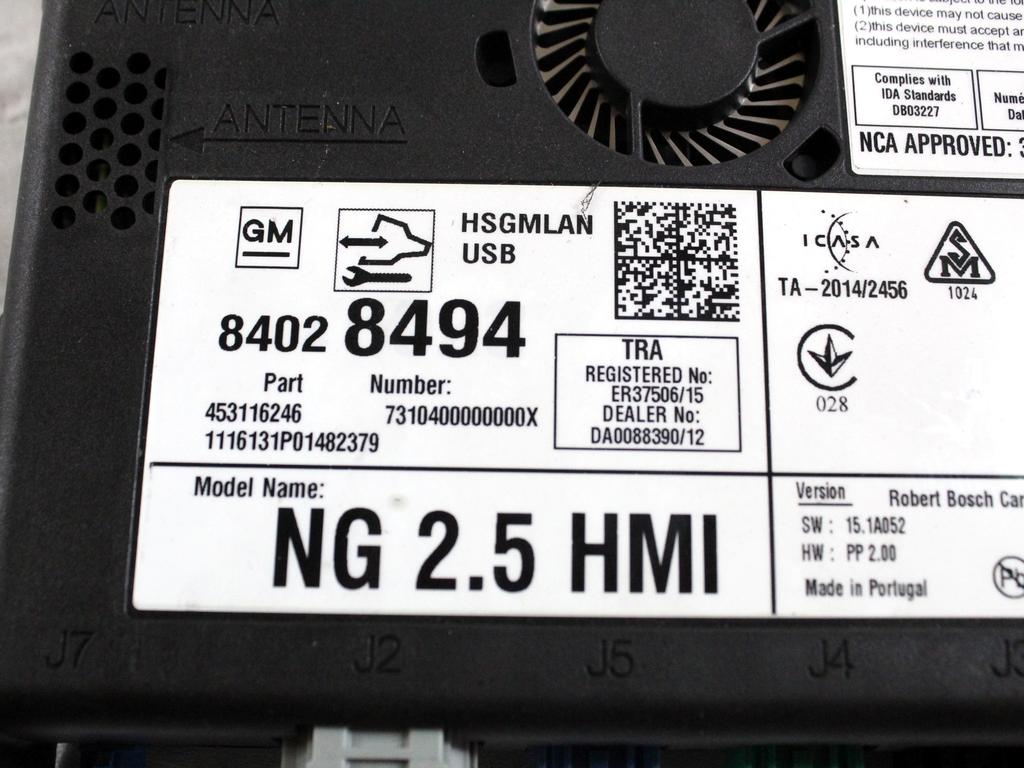 ANTENNA
(1)this device may not cause
(2)this device must accept
including interference that
ANTENNA
Complies with
IDA Standards
DB03227
NCA APPROVED:
GM
HSGMLAN
USB
8402 8494
Part Number:
453116246 7310400000000X
1116131P01482379
TRA
REGISTERED No:
ER37506/15
DEALER No:
DA0088390/12
ICASA
TA-2014/2456
SM
1024
028
Model Name:
NG 2.5 HMI
Version Robert Bosch Car
SW : 15.1A052
HW : PP 2.00
Made in Portugal
Pb
J7 J2 J5 J4 J3